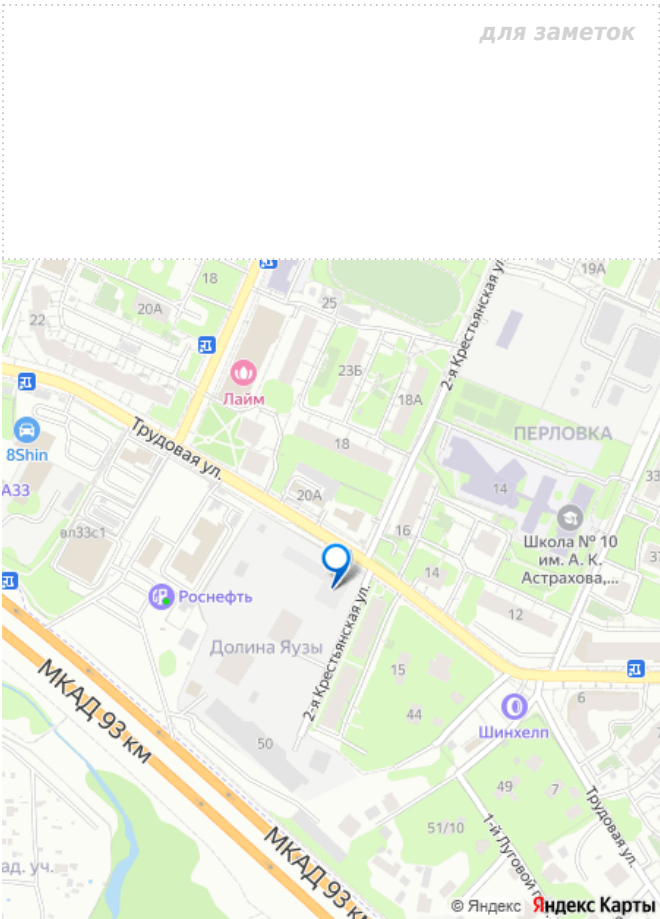 для заметок
18
19А
20А
25
22
2-я Крестьянская ул.
23Б
Лайм
18А
8Shin
Трудовая ул.
18
ПЕРЛОВКА
А33
20А
14
33
16
вл33с1
Школа № 10
им. А. К.
Астрахова,...
14
Роснефть
12
Долина Яузы
2-я Крестьянская ул.
15
МКАД 93 км
44
6
Шинхелп
50
49
7
Трудовая ул.
51/10
1-й Луговой п
МКАД 93 км
ад. уч.
© Яндекс Яндекс Карты